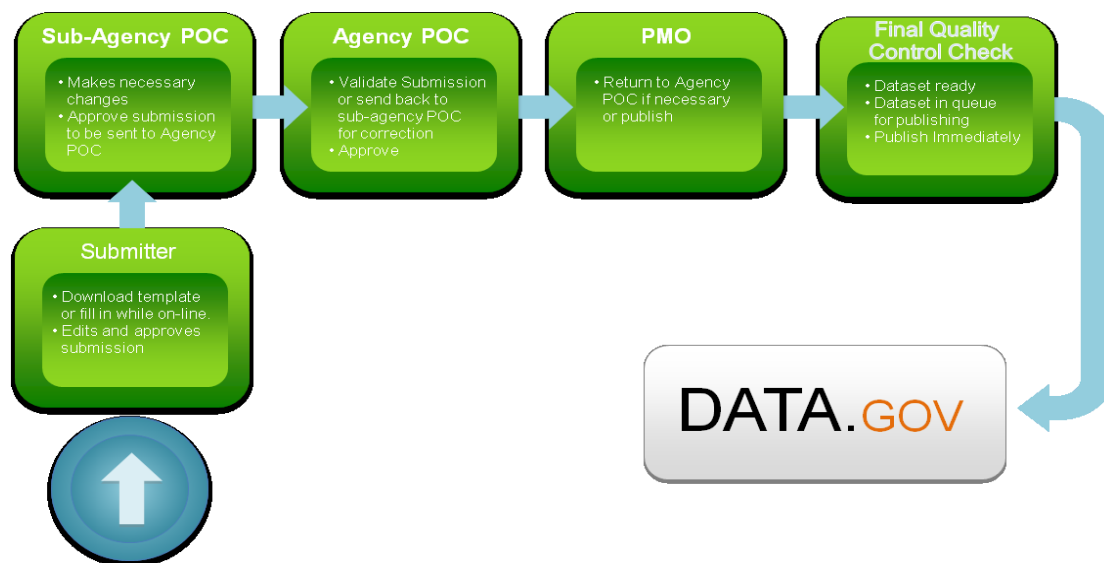 Sub-Agency POC
• Makes necessary
changes
• Approve submission
to be sent to Agency
POC
Agency POC
• Validate Submission
or send back to
sub-agency POC
for correction
• Approve
PMO
• Return to Agency
POC if necessary
or publish
Final Quality
Control Check
• Dataset ready
• Dataset in queue
for publishing
• Publish Immediately
Submitter
• Download template
or fill in while on-line.
• Edits and approves
submission
DATA.GOV